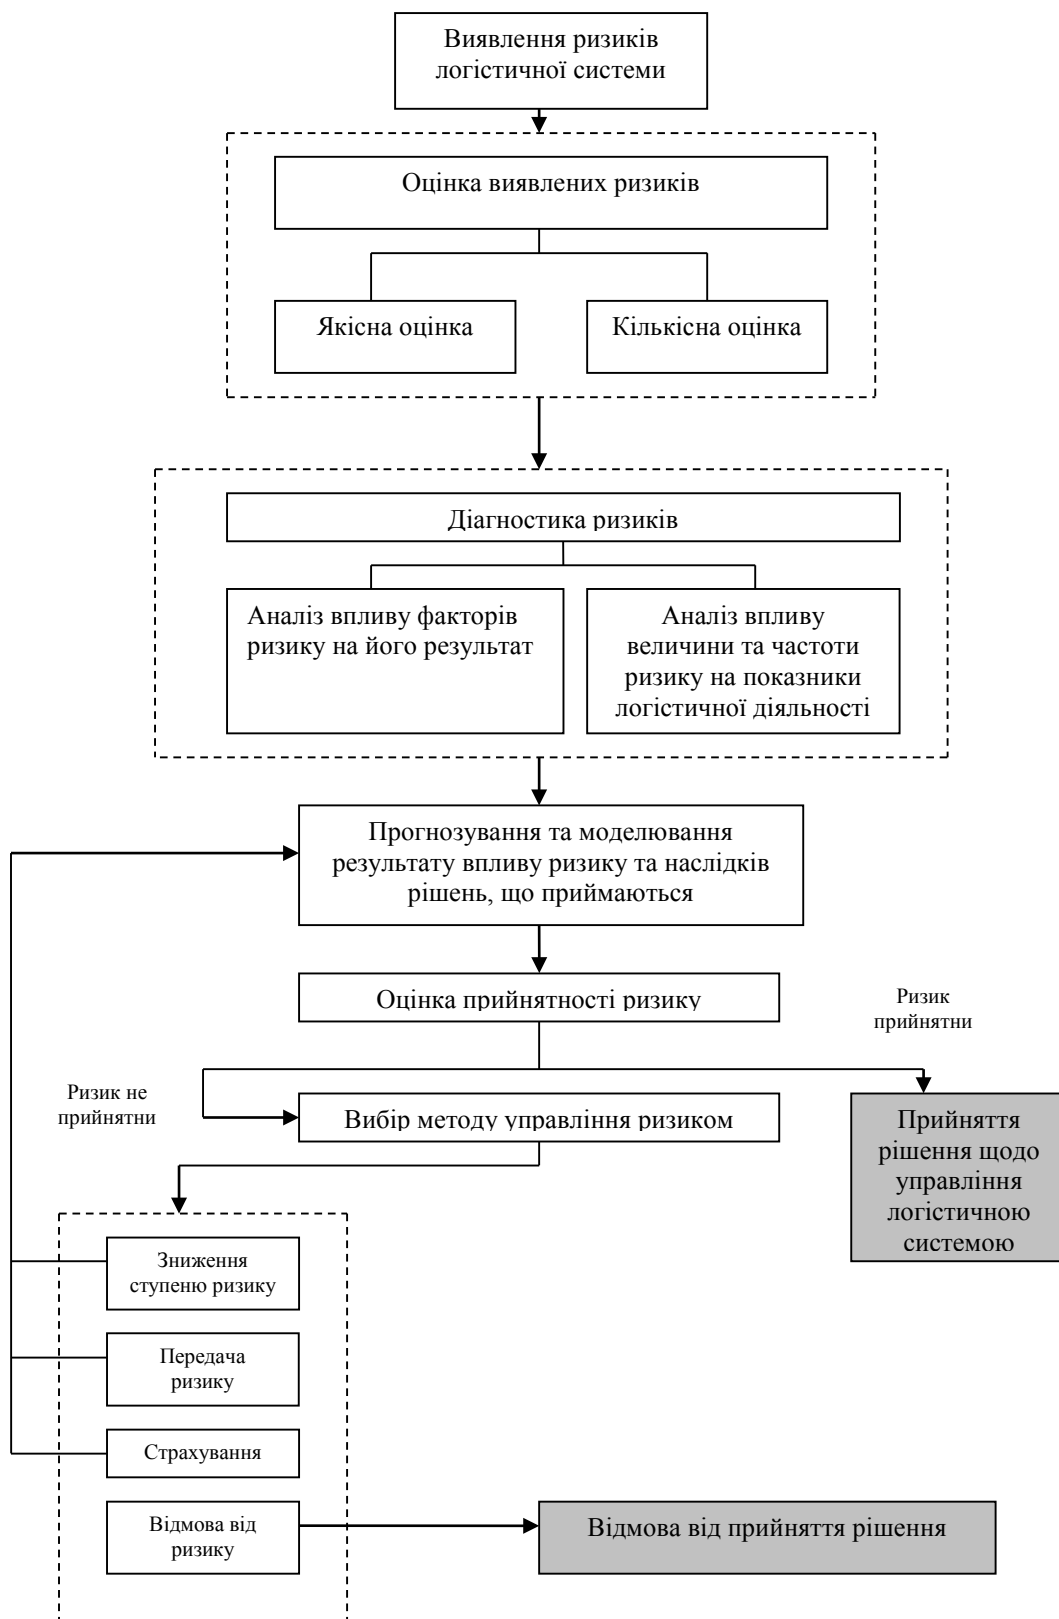 Виявлення ризиків
логістичної системи
Оцінка виявлених ризиків
Якісна оцінка
Кількісна оцінка
Діагностика ризиків
Аналіз впливу факторів
ризику на його результат
Аналіз впливу
величини та частоти
ризику на показники
логістичної діяльності
Прогнозування та моделювання
результату впливу ризику та наслідків
рішень, що приймаються
Оцінка прийнятності ризику
Ризик
прийнятни
Ризик не
прийнятни
Вибір методу управління ризиком
Прийняття
рішення щодо
управління
логістичною
системою
Зниження
ступеню ризику
Передача
ризику
Страхування
Відмова від
ризику
Відмова від прийняття рішення